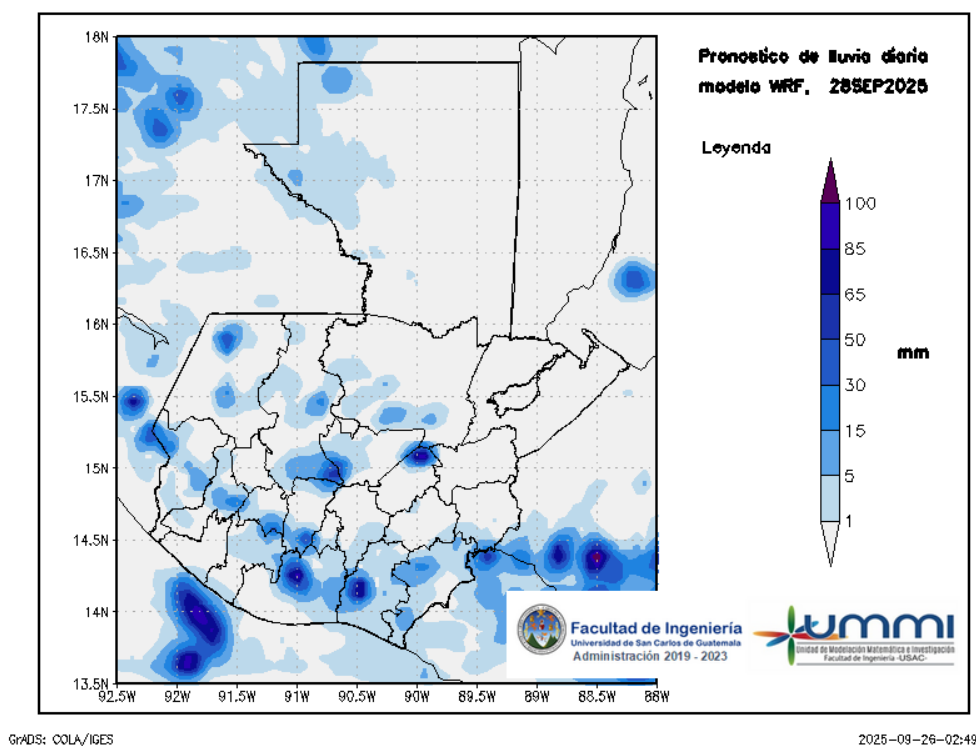 Pronostico de lluvia diaria
modelo WRF, 28SEP2025
Leyenda
100
85
65
50
30
15
5
1
mm
18N
17.5N
17N
16.5N
16N
15.5N
15N
14.5N
14N
13.5N
92.5W
92W
91.5W
91W
90.5W
90W
89.5W
89W
88.5W
88W
Facultad de Ingeniería
Universidad de San Carlos de Guatemala
Administración 2019 - 2023
ummi
Unidad de Modelación Matemática e Investigación
Facultad de Ingeniería -USAC-
GrADS: COLA/IGES
2025-09-26-02:49